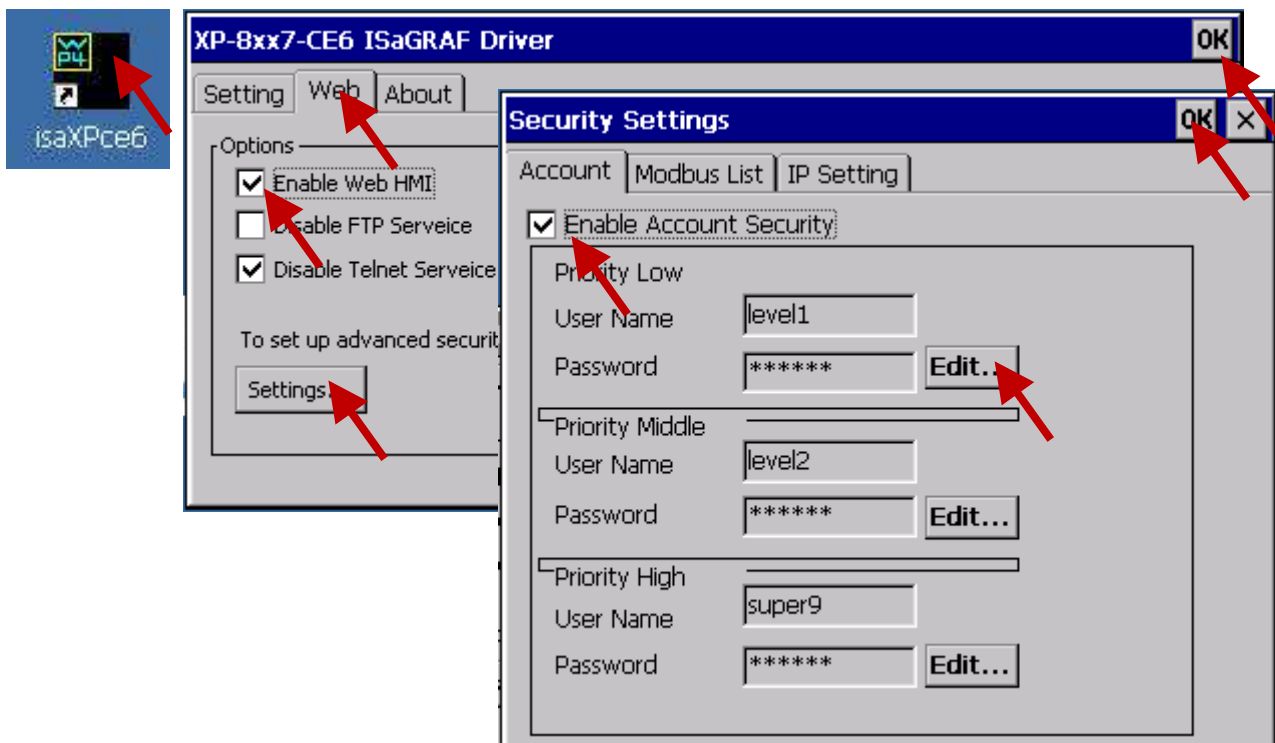 isaXPce6
XP-8xx7-CE6 ISaGRAF Driver OK
Setting Web About
Options
Enable Web HMI
Disable FTP Serveice
Disable Telnet Serveice
To set up advanced securit
Settings
Security Settings OK ×
Account Modbus List IP Setting
Enable Account Security
Priority Low
User Name level1
Password ****** Edit...
Priority Middle
User Name level2
Password ****** Edit...
Priority High
User Name super9
Password ****** Edit...